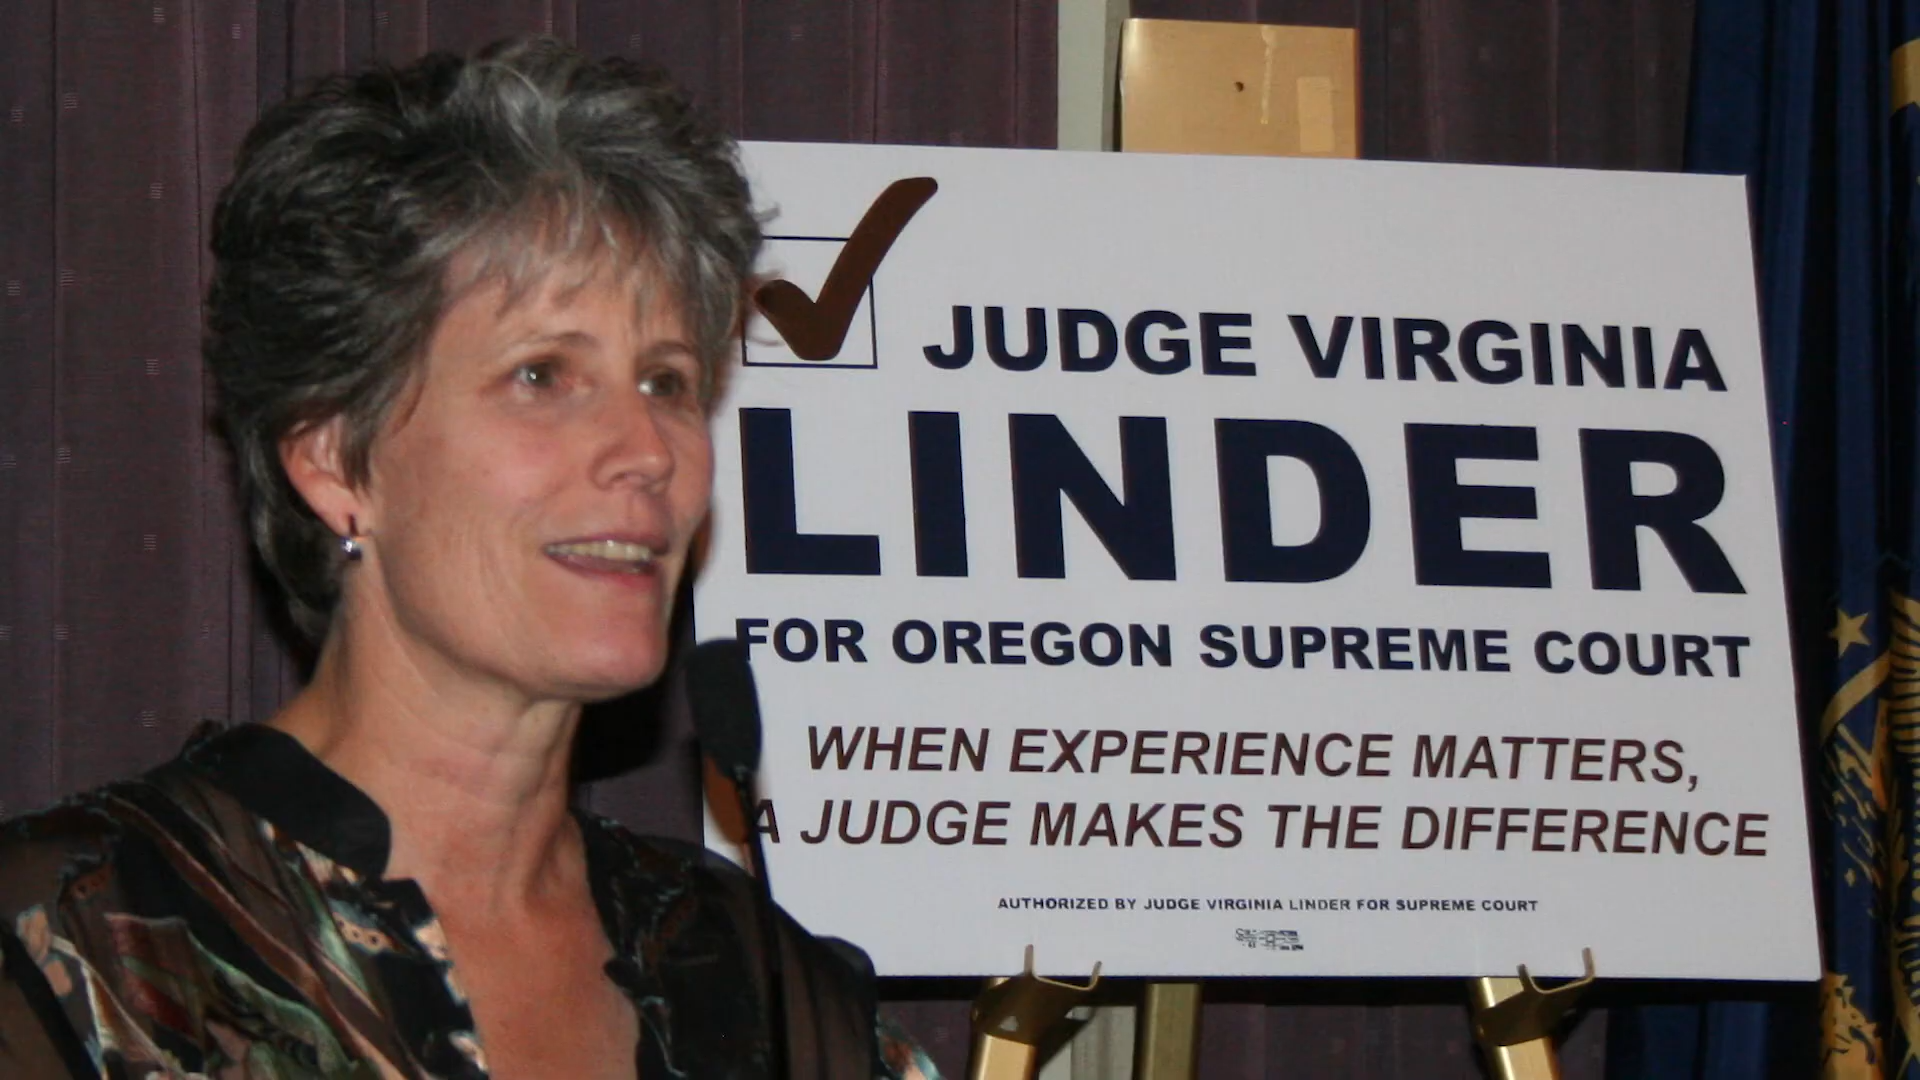 JUDGE VIRGINIA
LINDER
FOR OREGON SUPREME COURT
WHEN EXPERIENCE MATTERS,
A JUDGE MAKES THE DIFFERENCE
AUTHORIZED BY JUDGE VIRGINIA LINDER FOR SUPREME COURT